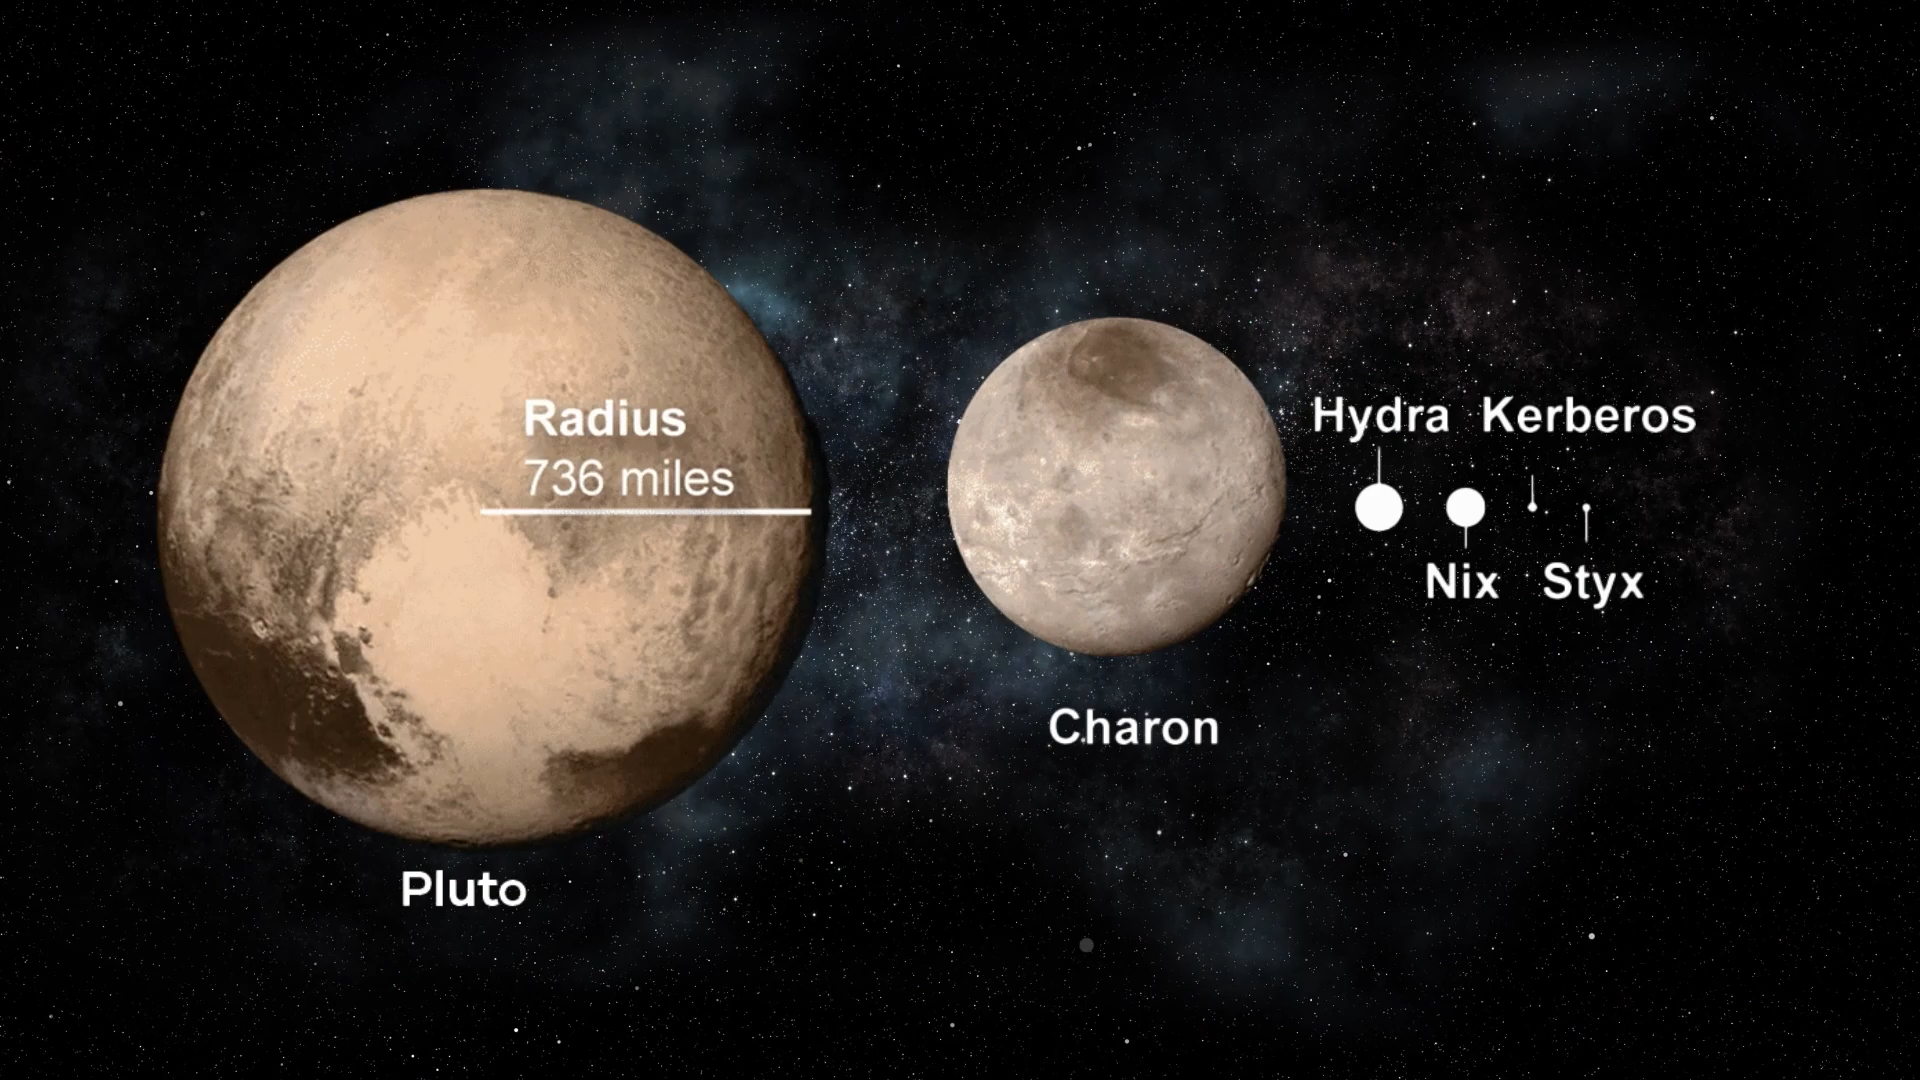 Radius
736 miles
Hydra
Kerberos
Nix
Styx
Charon
Pluto